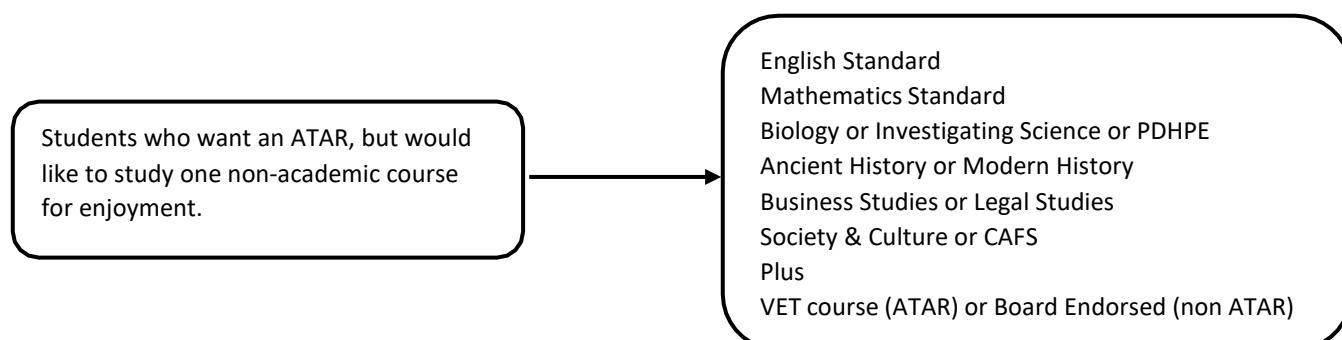 Students who want an ATAR, but would
like to study one non-academic course
for enjoyment.
English Standard
Mathematics Standard
Biology or Investigating Science or PDHPE
Ancient History or Modern History
Business Studies or Legal Studies
Society & Culture or CAFS
Plus
VET course (ATAR) or Board Endorsed (non ATAR)